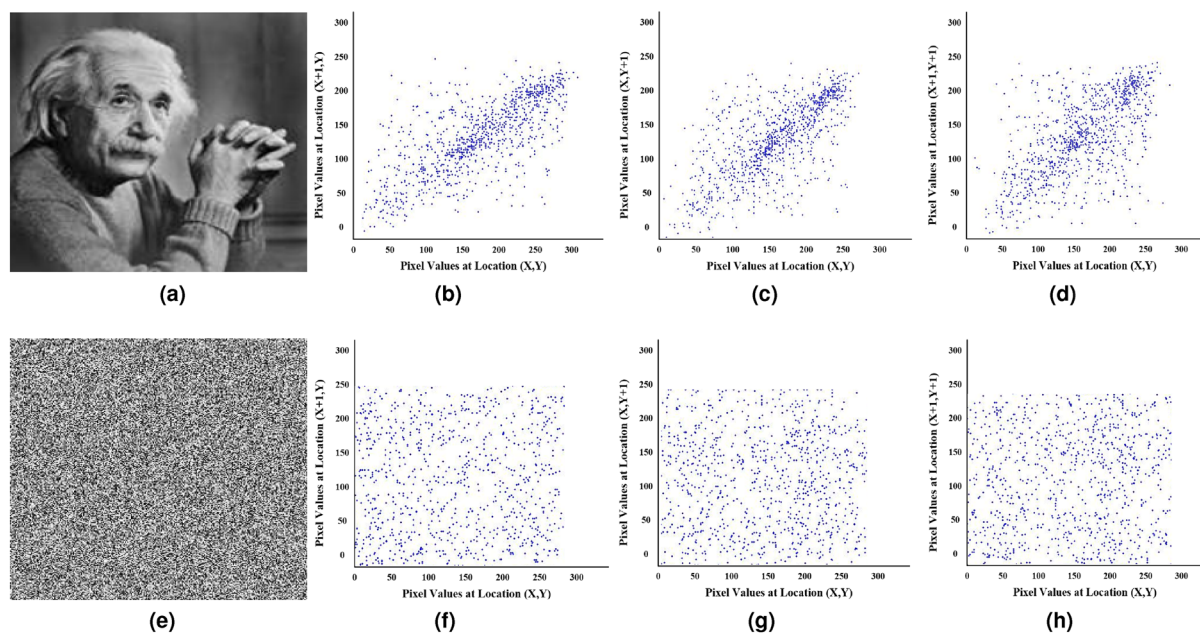 300
250
200
150
100
50
0
Pixel Values at Location (X+1,Y)
0 50 100 150 200 250 300
Pixel Values at Location (X,Y)
300
250
200
150
100
50
0
Pixel Values at Location (X,Y+1)
0 50 100 150 200 250 300
Pixel Values at Location (X,Y)
300
250
200
150
100
50
0
Pixel Values at Location (X+1,Y+1)
0 50 100 150 200 250 300
Pixel Values at Location (X,Y)
(a) (b) (c) (d)
300
250
200
150
100
50
0
Pixel Values at Location (X+1,Y)
0 50 100 150 200 250 300
Pixel Values at Location (X,Y)
300
250
200
150
100
50
0
Pixel Values at Location (X,Y+1)
0 50 100 150 200 250 300
Pixel Values at Location (X,Y)
300
250
200
150
100
50
0
Pixel Values at Location (X+1,Y+1)
0 50 100 150 200 250 300
Pixel Values at Location (X,Y)
(e) (f) (g) (h)